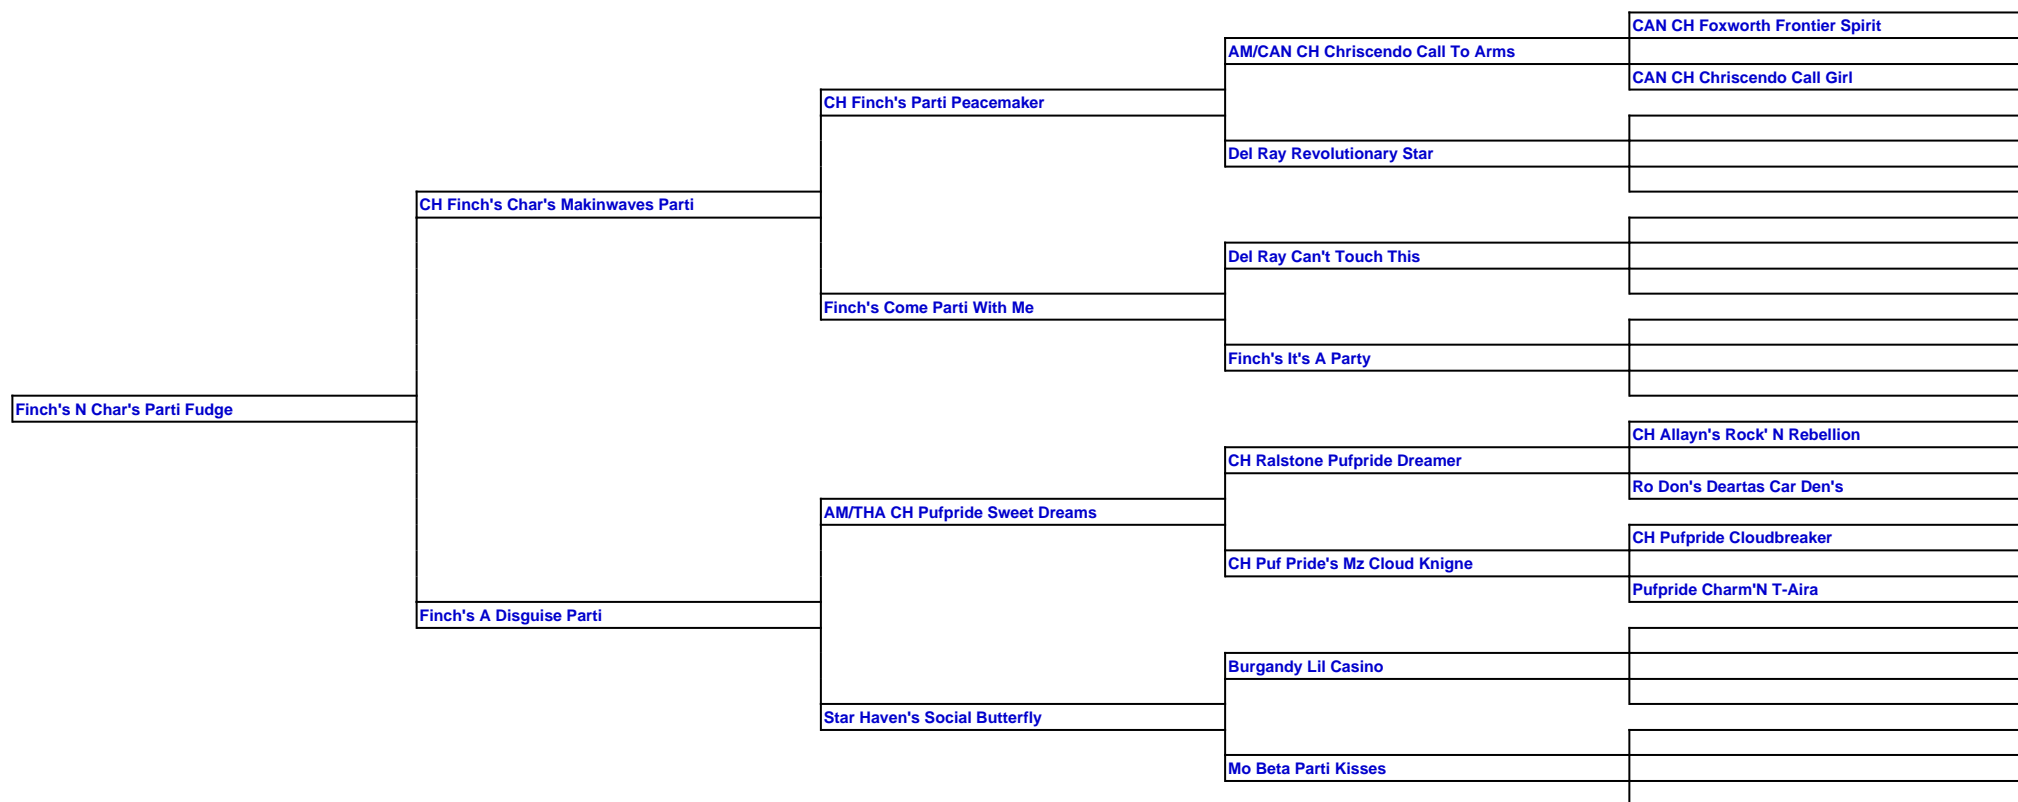 CAN CH Foxworth Frontier Spirit
AM/CAN CH Chriscendo Call To Arms
CAN CH Chriscendo Call Girl
CH Finch's Parti Peacemaker
Del Ray Revolutionary Star
CH Finch's Char's Makinwaves Parti
Del Ray Can't Touch This
Finch's Come Parti With Me
Finch's It's A Party
Finch's N Char's Parti Fudge
CH Allayn's Rock' N Rebellion
CH Ralstone Pufpride Dreamer
Ro Don's Deartas Car Den's
AM/THA CH Pufpride Sweet Dreams
CH Pufpride Cloudbreaker
CH Puf Pride's Mz Cloud Knigne
Pufpride Charm'N T-Aira
Finch's A Disguise Parti
Burgandy Lil Casino
Star Haven's Social Butterfly
Mo Beta Parti Kisses